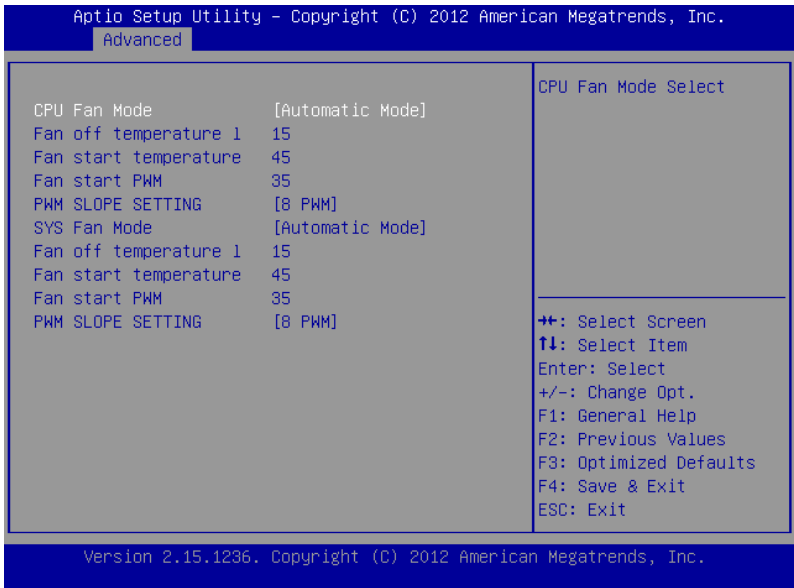 Aptio Setup Utility – Copyright (C) 2012 American Megatrends, Inc.
Advanced
CPU Fan Mode [Automatic Mode]
Fan off temperature l 15
Fan start temperature 45
Fan start PWM 35
PWM SLOPE SETTING [8 PWM]
SYS Fan Mode [Automatic Mode]
Fan off temperature l 15
Fan start temperature 45
Fan start PWM 35
PWM SLOPE SETTING [8 PWM]
CPU Fan Mode Select
→←: Select Screen
↑↓: Select Item
Enter: Select
+/-: Change Opt.
F1: General Help
F2: Previous Values
F3: Optimized Defaults
F4: Save & Exit
ESC: Exit
Version 2.15.1236. Copyright (C) 2012 American Megatrends, Inc.